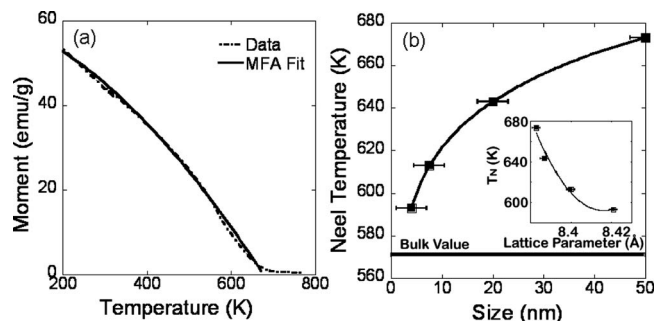 (a)
Data
MFA Fit
Moment (emu/g)
60
40
20
0
200
400
600
800
Temperature (K)
(b)
Neel Temperature (K)
680
660
640
620
600
580
560
Bulk Value
0
10
20
30
40
50
Size (nm)
TN (K)
680
640
600
8.4
8.42
Lattice Parameter (Å)